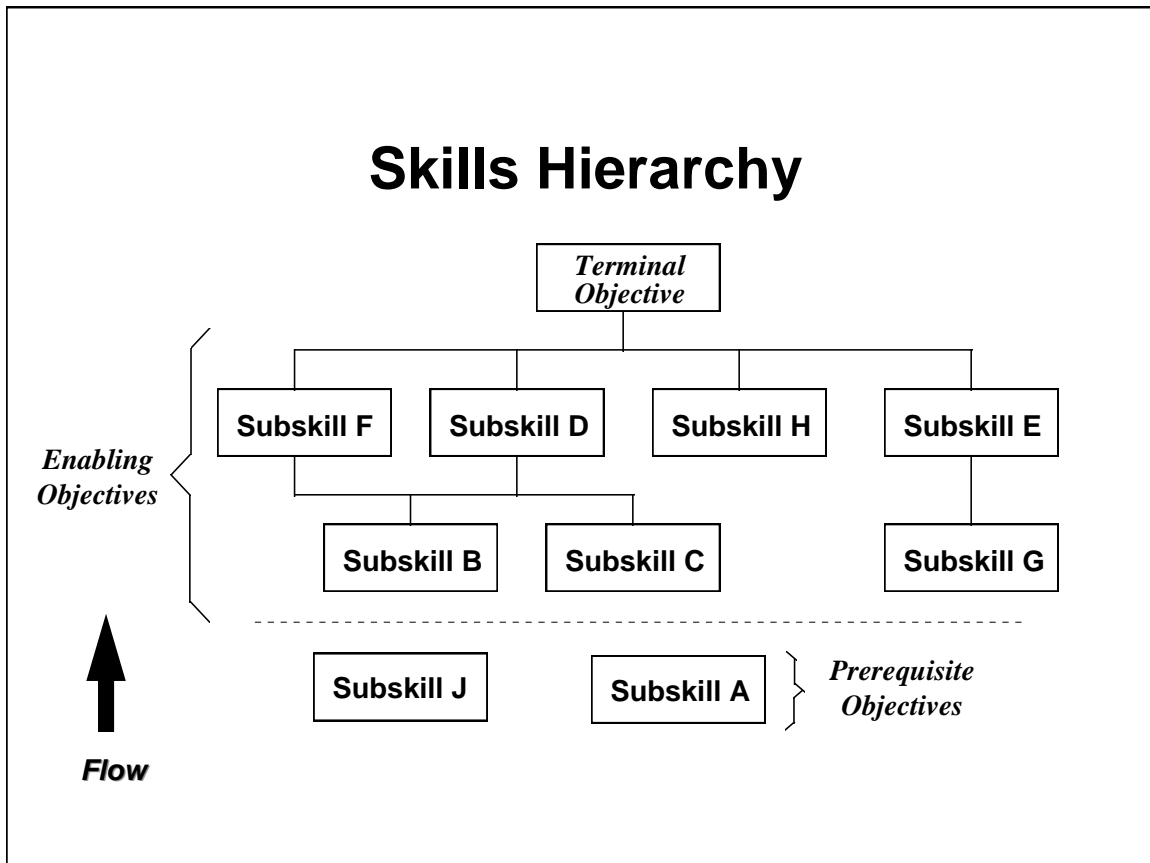 Skills Hierarchy
Terminal
Objective
Subskill F
Subskill D
Subskill H
Subskill E
Enabling
Objectives
Subskill B
Subskill C
Subskill G
Subskill J
Subskill A
Prerequisite
Objectives
Flow